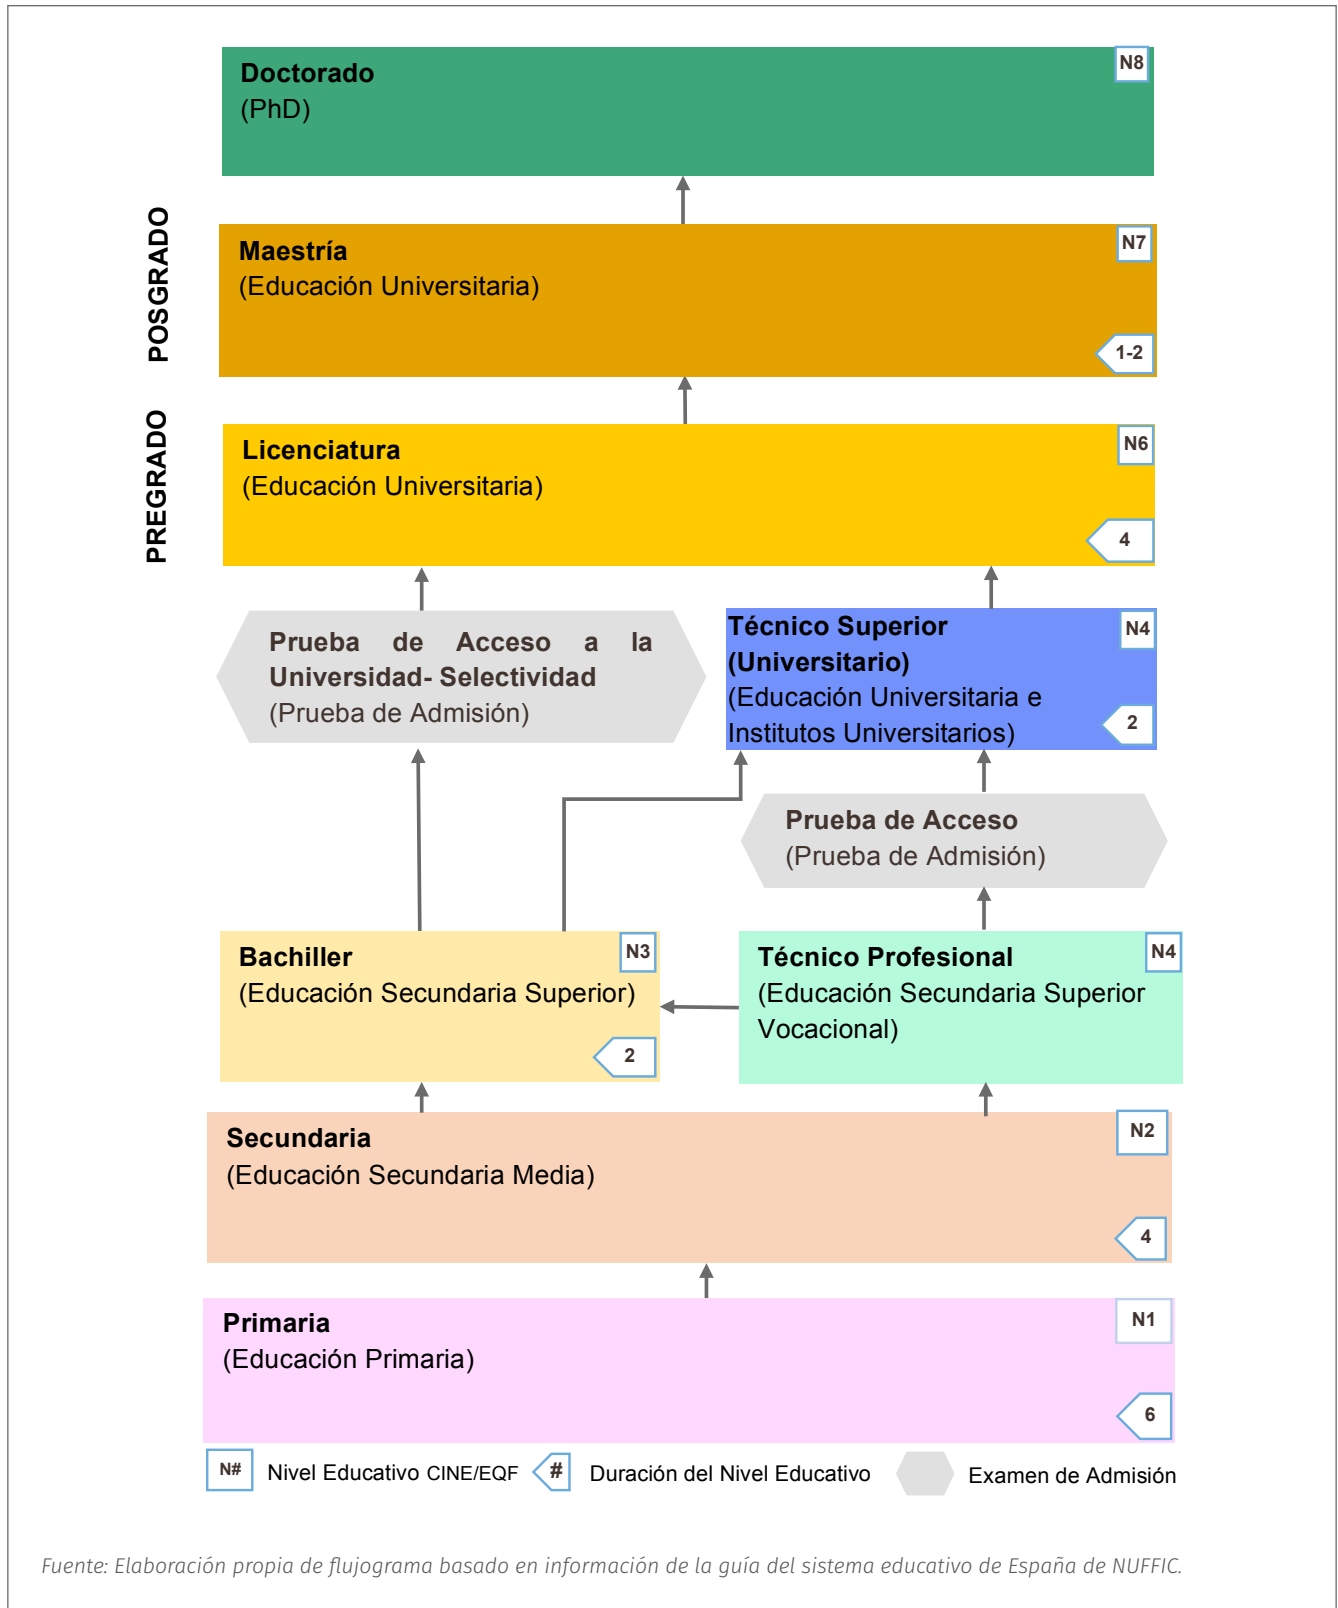 Doctorado
(PhD)
N8
POSGRADO
Maestría
(Educación Universitaria)
N7
1-2
PREGRADO
Licenciatura
(Educación Universitaria)
N6
4
Prueba de Acceso a la
Universidad- Selectividad
(Prueba de Admisión)
Técnico Superior
(Universitario)
(Educación Universitaria e
Institutos Universitarios)
N4
2
Prueba de Acceso
(Prueba de Admisión)
Bachiller
(Educación Secundaria Superior)
N3
2
Técnico Profesional
(Educación Secundaria Superior
Vocacional)
N4
Secundaria
(Educación Secundaria Media)
N2
4
Primaria
(Educación Primaria)
N1
6
N# Nivel Educativo CINE/EQF
# Duración del Nivel Educativo
Examen de Admisión
Fuente: Elaboración propia de flujograma basado en información de la guía del sistema educativo de España de NUFFIC.